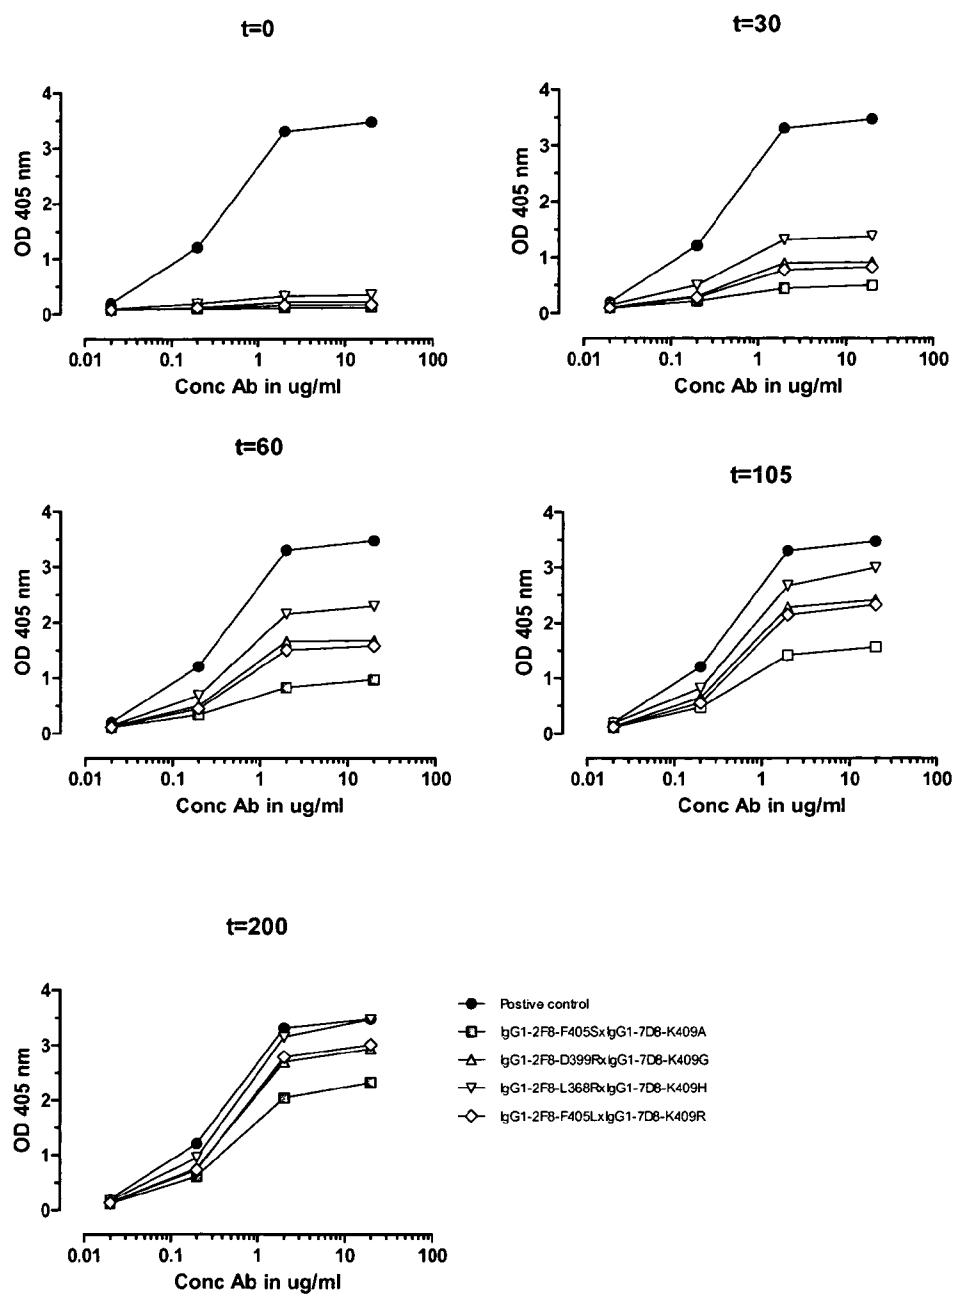 t=0
4
3
2
1
0
OD 405 nm
0.01 0.1 1 10 100
Conc Ab in ug/ml
t=30
4
3
2
1
0
OD 405 nm
0.01 0.1 1 10 100
Conc Ab in ug/ml
t=60
4
3
2
1
0
OD 405 nm
0.01 0.1 1 10 100
Conc Ab in ug/ml
t=105
4
3
2
1
0
OD 405 nm
0.01 0.1 1 10 100
Conc Ab in ug/ml
t=200
4
3
2
1
0
OD 405 nm
0.01 0.1 1 10 100
Conc Ab in ug/ml
Postive control
IgG1-2F8-F405SxIgG1-7D8-K409A
IgG1-2F8-D399RxIgG1-7D8-K409G
IgG1-2F8-L368RxIgG1-7D8-K409H
IgG1-2F8-F405LxIgG1-7D8-K409R